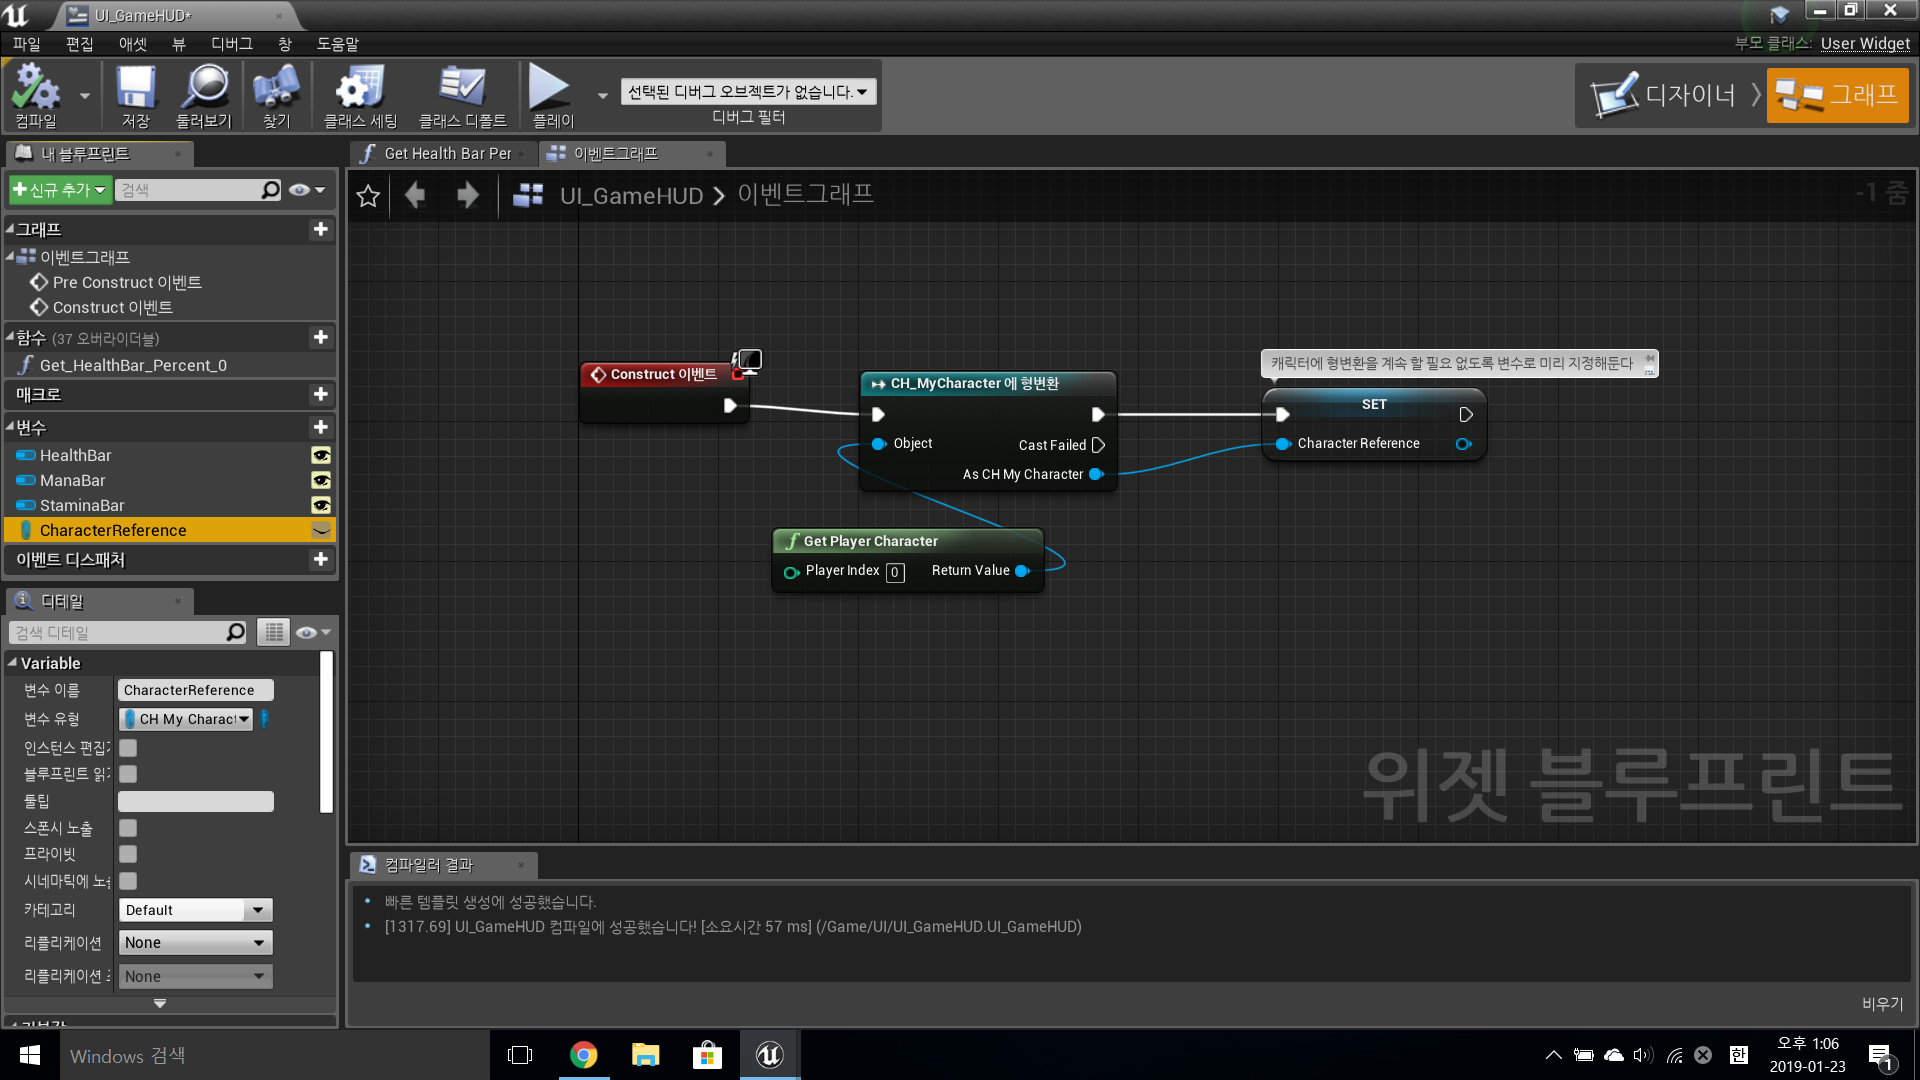 UI_GameHUD*
파일 편집 애셋 뷰 디버그 창 도움말
부모 클래스: User Widget
컴파일
저장
둘러보기
찾기
클래스 세팅
클래스 디폴트
플레이
선택된 디버그 오브젝트가 없습니다.
디버그 필터
디자이너
그래프
내 블루프린트
신규 추가
검색
그래프
이벤트그래프
Pre Construct 이벤트
Construct 이벤트
함수 (37 오버라이더블)
Get_HealthBar_Percent_0
매크로
변수
HealthBar
ManaBar
StaminaBar
CharacterReference
이벤트 디스패처
디테일
검색 디테일
Variable
변수 이름 CharacterReference
변수 유형 CH My Charact
인스턴스 편집
블루프린트 읽
툴팁
스폰시 노출
프라이빗
시네마틱에 노
카테고리 Default
리플리케이션 None
리플리케이션 None
Get Health Bar Per
이벤트그래프
UI_GameHUD > 이벤트그래프
-1 줌
Construct 이벤트
CH_MyCharacter 에 형변환
Object
Cast Failed
As CH My Character
Get Player Character
Player Index 0 Return Value
캐릭터에 형변환을 계속 할 필요 없도록 변수로 미리 지정해둔다
SET
Character Reference
위젯 블루프린트
컴파일러 결과
빠른 템플릿 생성에 성공했습니다.
[1317.69] UI_GameHUD 컴파일에 성공했습니다! [소요시간 57 ms] (/Game/UI/UI_GameHUD.UI_GameHUD)
비우기
Windows 검색
한
오후 1:06
2019-01-23
1